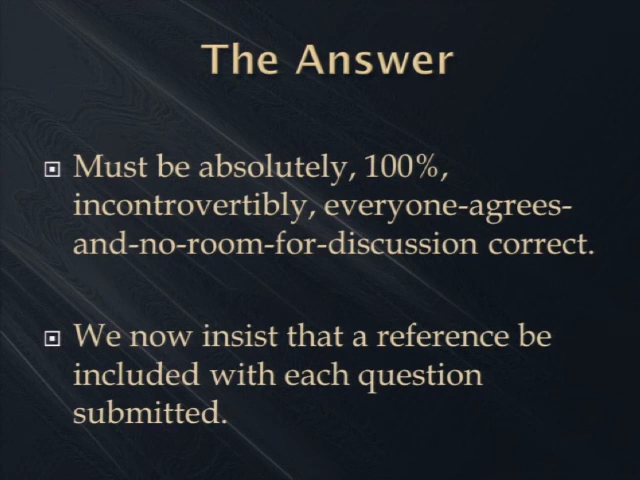 The Answer
Must be absolutely, 100%,
incontrovertibly, everyone-agrees-
and-no-room-for-discussion correct.
We now insist that a reference be
included with each question
submitted.